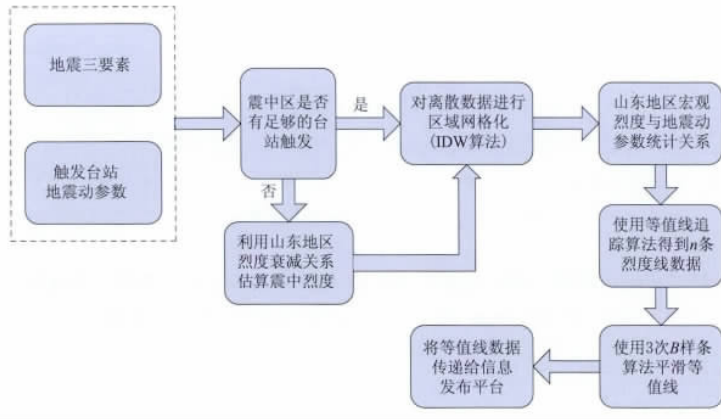 地震三要素
触发台站
地震动参数
震中区是否
有足够的台
站触发
是
否
利用山东地区
烈度衰减关系
估算震中烈度
对离散数据进行
区域网格化
(IDW算法)
山东地区宏观
烈度与地震动
参数统计关系
使用等值线追
踪算法得到n条
烈度线数据
使用3次B样条
算法平滑等
值线
将等值线数据
传递给信息
发布平台